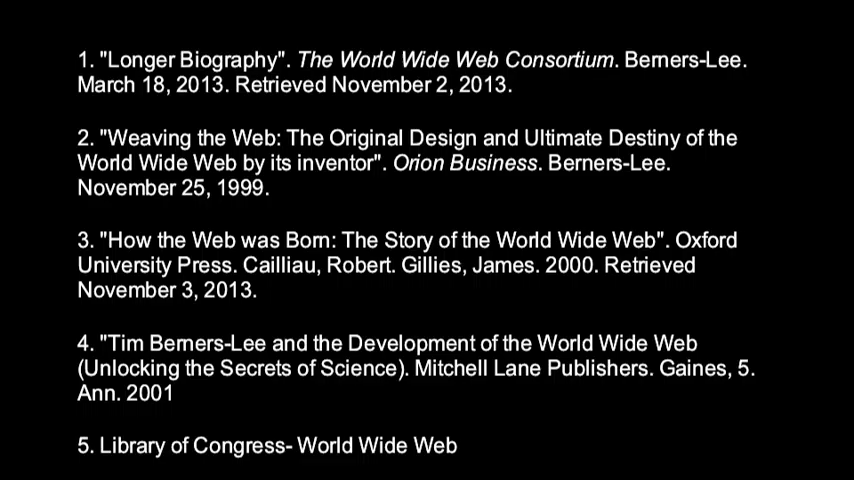 1. "Longer Biography". The World Wide Web Consortium. Berners-Lee.
March 18, 2013. Retrieved November 2, 2013.
2. "Weaving the Web: The Original Design and Ultimate Destiny of the
World Wide Web by its inventor". Orion Business. Berners-Lee.
November 25, 1999.
3. "How the Web was Born: The Story of the World Wide Web". Oxford
University Press. Cailliau, Robert. Gillies, James. 2000. Retrieved
November 3, 2013.
4. "Tim Berners-Lee and the Development of the World Wide Web
(Unlocking the Secrets of Science). Mitchell Lane Publishers. Gaines, 5.
Ann. 2001
5. Library of Congress- World Wide Web